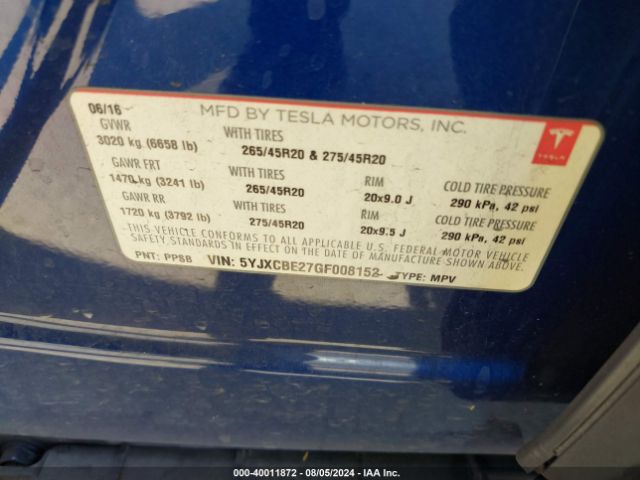 06/16
MFD BY TESLA MOTORS, INC.
GVWR
WITH TIRES
3020 kg (6658 lb)
265/45R20 & 275/45R20
TESLA
GAWR FRT
WITH TIRES
RIM
COLD TIRE PRESSURE
1470 kg (3241 lb)
265/45R20
20x9.0 J
290 kPa, 42 psi
GAWR RR
WITH TIRES
RIM
COLD TIRE PRESSURE
1720 kg (3792 lb)
275/45R20
20x9.5 J
290 kPa, 42 psi
THIS VEHICLE CONFORMS TO ALL APPLICABLE U.S. FEDERAL MOTOR VEHICLE
SAFETY STANDARDS IN EFFECT ON THE DATE OF MANUFACTURE SHOWN ABOVE.
PNT: PPSB VIN: 5YJXCBE27GF008152 TYPE: MPV
000-40011872 - 08/05/2024 - IAA Inc.